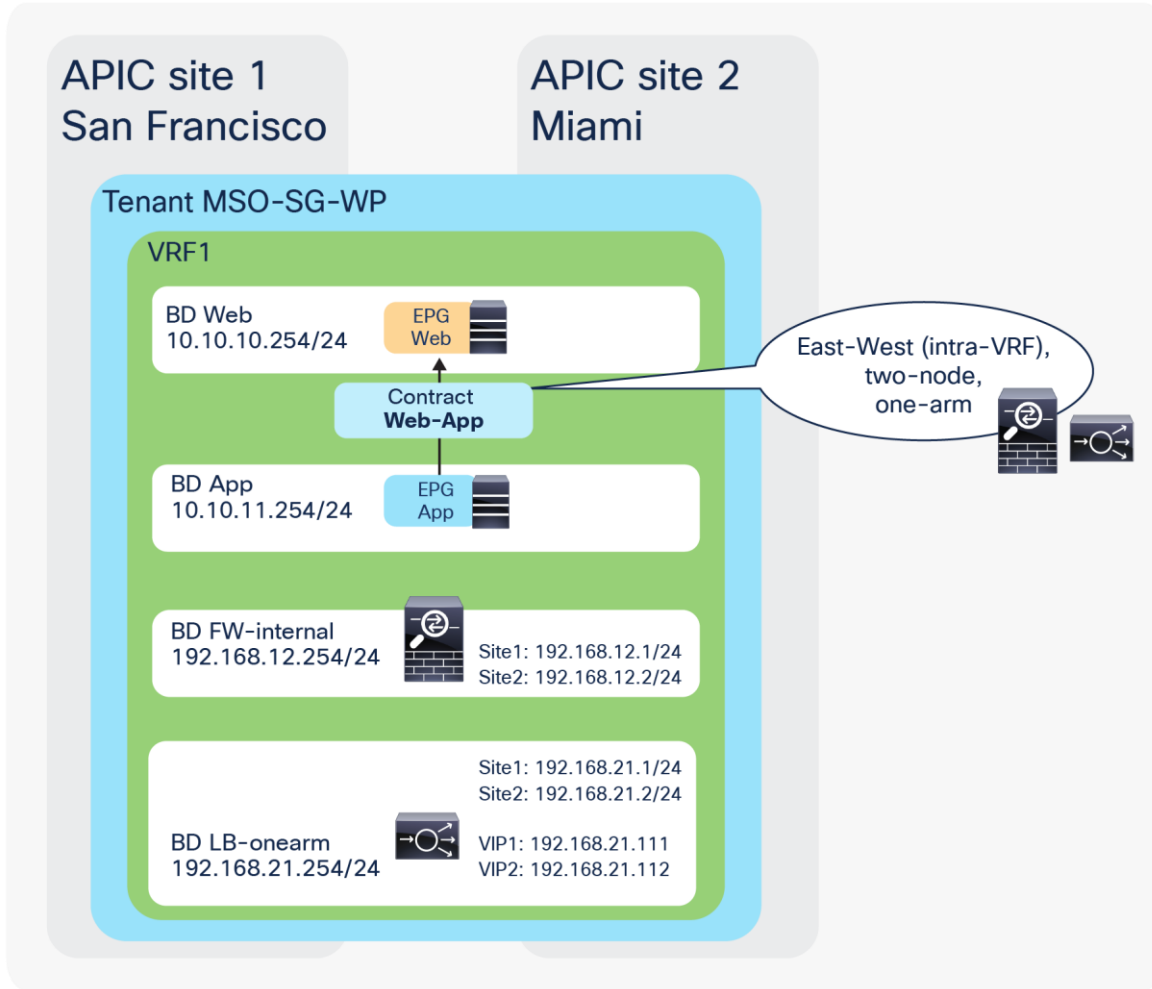 APIC site 1
San Francisco
APIC site 2
Miami
Tenant MSO-SG-WP
VRF1
BD Web
10.10.10.254/24
EPG
Web
Contract
Web-App
East-West (intra-VRF),
two-node,
one-arm
BD App
10.10.11.254/24
EPG
App
BD FW-internal
192.168.12.254/24
Site1: 192.168.12.1/24
Site2: 192.168.12.2/24
Site1: 192.168.21.1/24
Site2: 192.168.21.2/24
BD LB-onearm
192.168.21.254/24
VIP1: 192.168.21.111
VIP2: 192.168.21.112